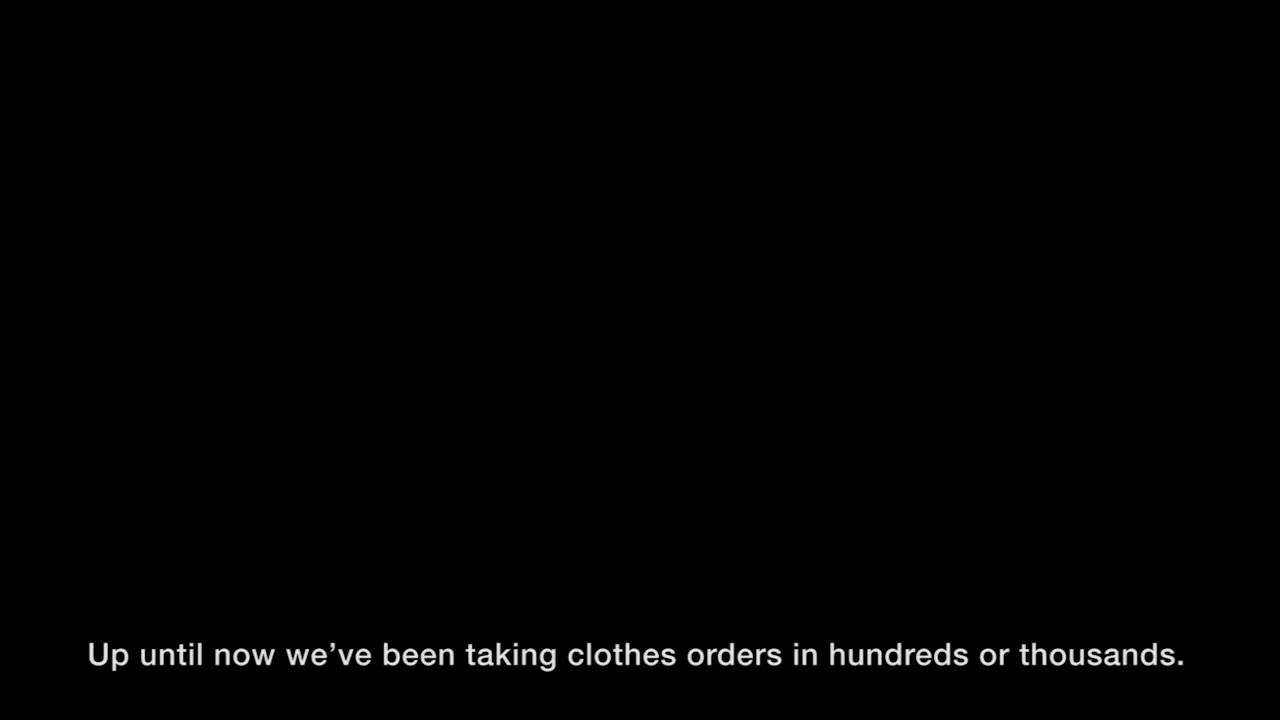 Up until now we’ve been taking clothes orders in hundreds or thousands.